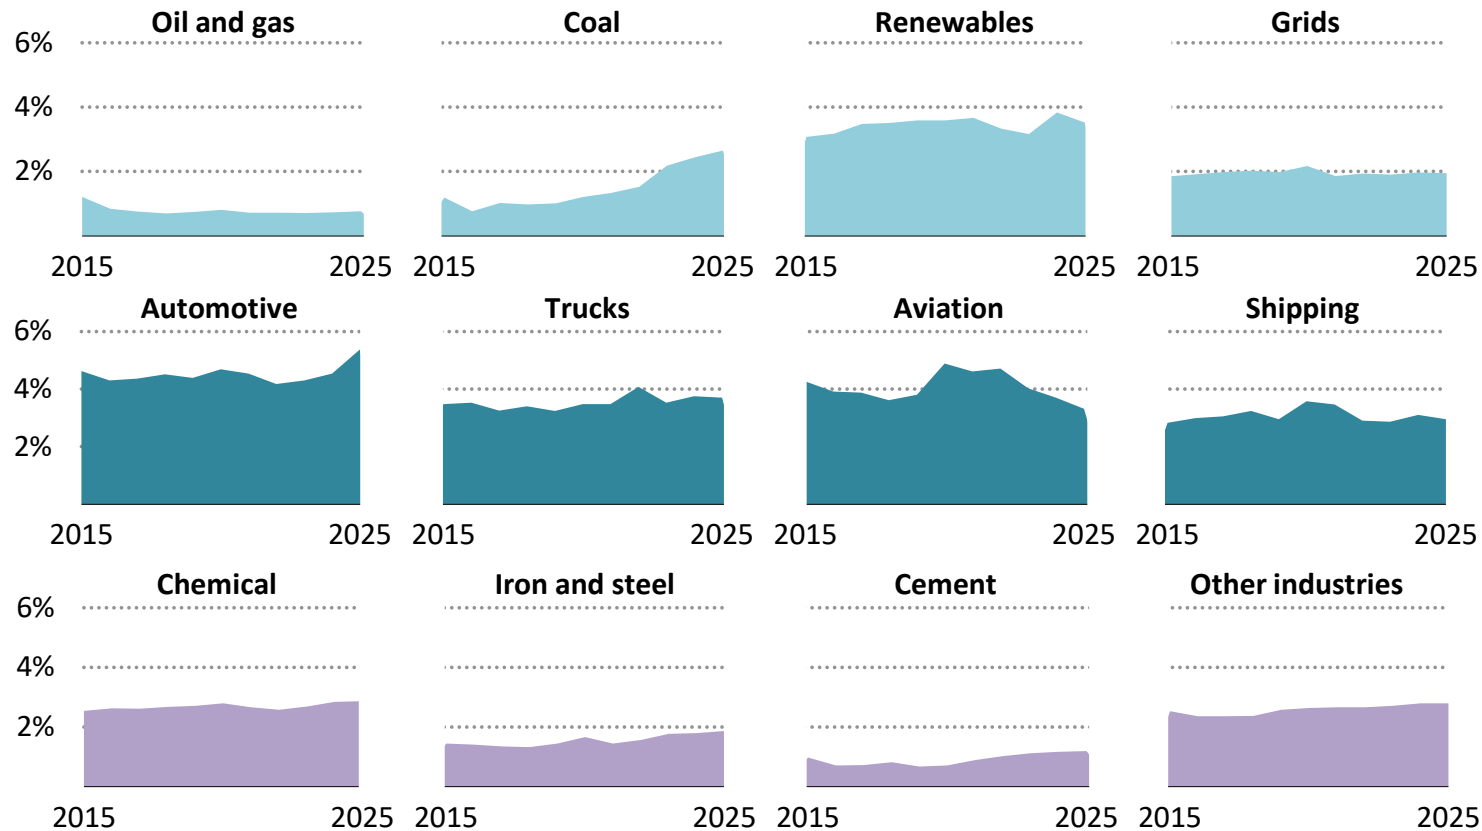 Oil and gas Coal Renewables Grids
6%
4%
2%
2015 2025 2015 2025 2015 2025 2015 2025
Automotive Trucks Aviation Shipping
6%
4%
2%
2015 2025 2015 2025 2015 2025 2015 2025
Chemical Iron and steel Cement Other industries
6%
4%
2%
2015 2025 2015 2025 2015 2025 2015 2025